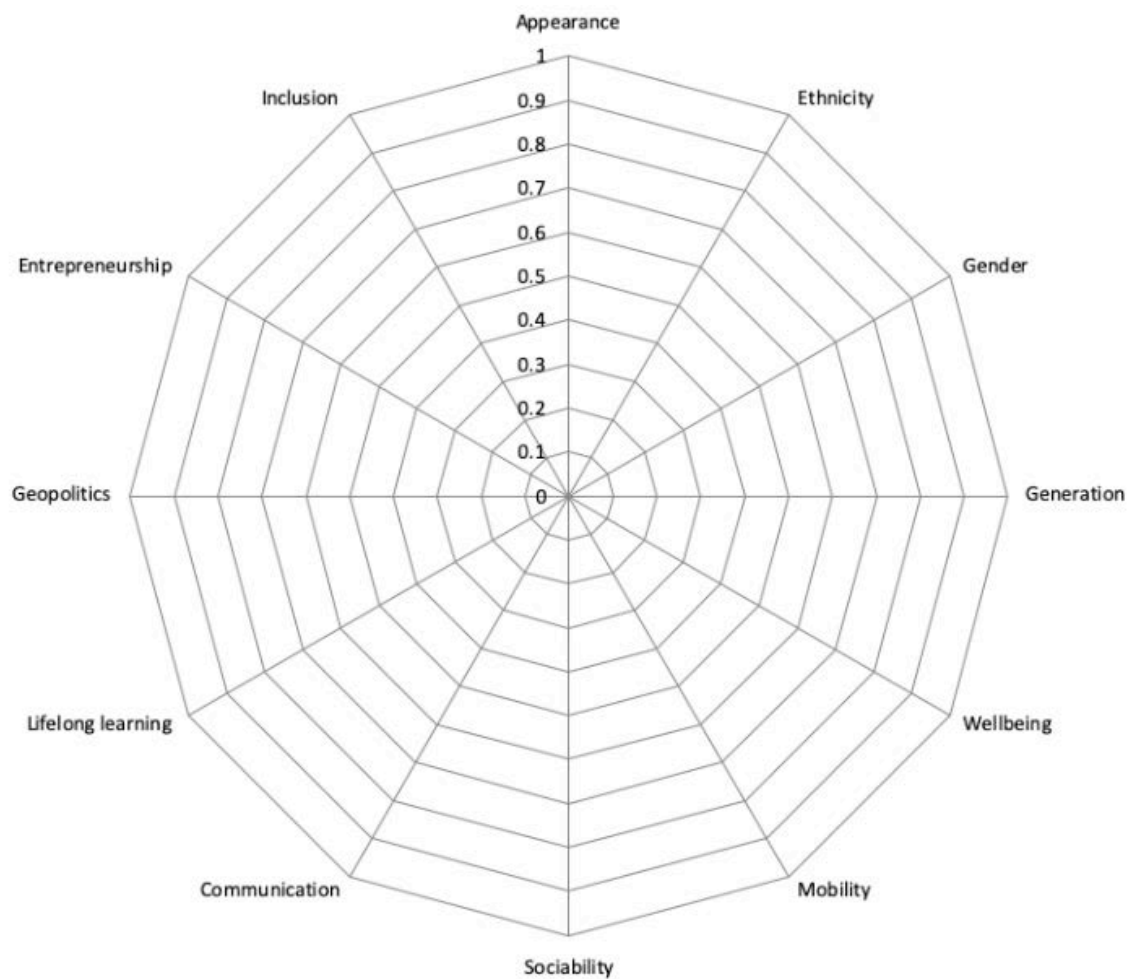 Appearance
1
Inclusion
Ethnicity
0.9
0.8
0.7
0.6
Entrepreneurship
Gender
0.5
0.4
0.3
0.2
0.1
Geopolitics
0
Generation
Lifelong learning
Wellbeing
Communication
Mobility
Sociability